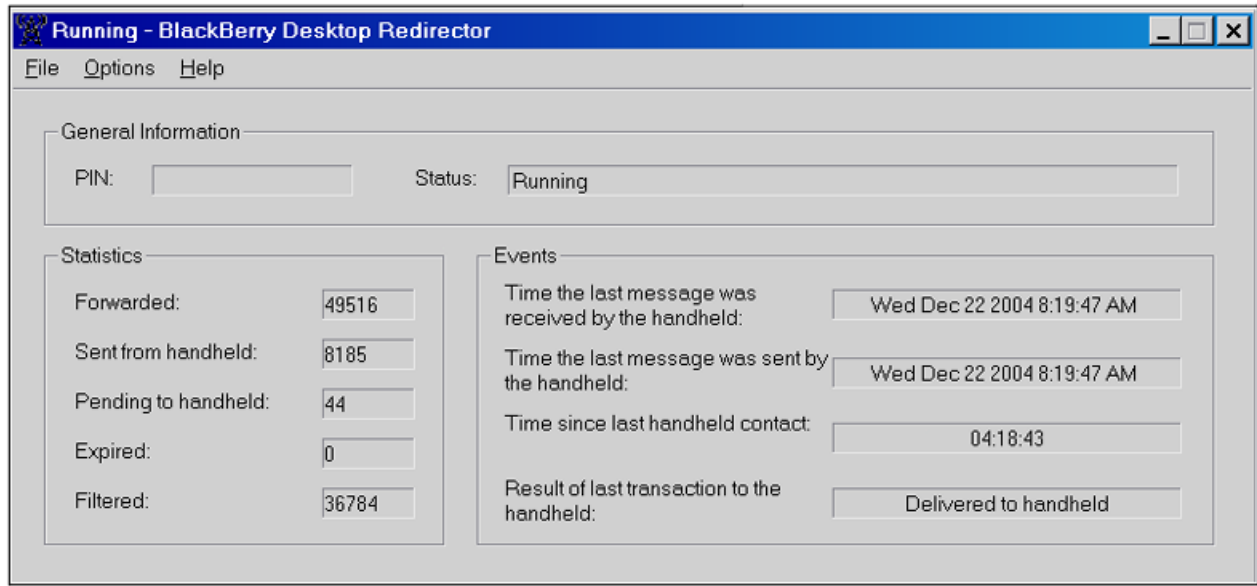 Running - BlackBerry Desktop Redirector
File Options Help
General Information
PIN: Status: Running
Statistics
Forwarded: 49516
Sent from handheld: 8185
Pending to handheld: 44
Expired: 0
Filtered: 36784
Events
Time the last message was
received by the handheld: Wed Dec 22 2004 8:19:47 AM
Time the last message was sent by
the handheld: Wed Dec 22 2004 8:19:47 AM
Time since last handheld contact: 04:18:43
Result of last transaction to the
handheld: Delivered to handheld